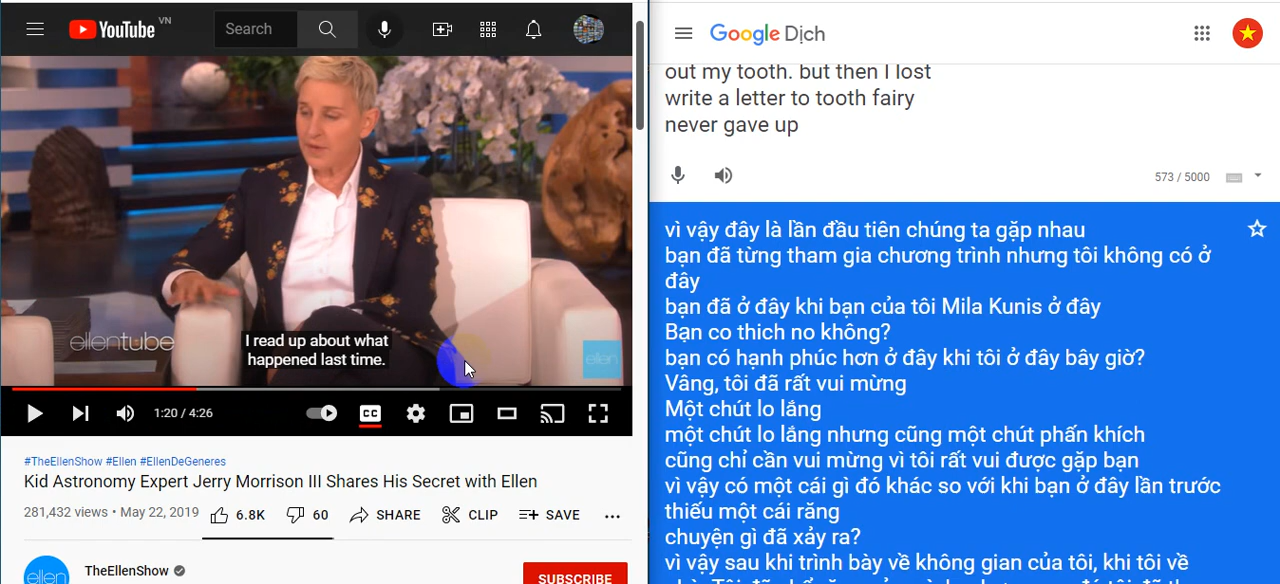 YouTube VN
Search
ellentube
I read up about what
happened last time.
ellen
1:20 / 4:26
CC
#TheEllenShow #Ellen #EllenDeGeneres
Kid Astronomy Expert Jerry Morrison III Shares His Secret with Ellen
281,432 views • May 22, 2019 6.8K 60 SHARE CLIP SAVE ...
ellen
TheEllenShow
SUBSCRIBE
Google Dịch
out my tooth. but then I lost
write a letter to tooth fairy
never gave up
573 / 5000
vì vậy đây là lần đầu tiên chúng ta gặp nhau
bạn đã từng tham gia chương trình nhưng tôi không có ở
đây
bạn đã ở đây khi bạn của tôi Mila Kunis ở đây
Bạn co thich no không?
bạn có hạnh phúc hơn ở đây khi tôi ở đây bây giờ?
Vâng, tôi đã rất vui mừng
Một chút lo lắng
một chút lo lắng nhưng cũng một chút phấn khích
cũng chỉ cần vui mừng vì tôi rất vui được gặp bạn
vì vậy có một cái gì đó khác so với khi bạn ở đây lần trước
thiếu một cái răng
chuyện gì đã xảy ra?
vì vậy sau khi trình bày về không gian của tôi, khi tôi về